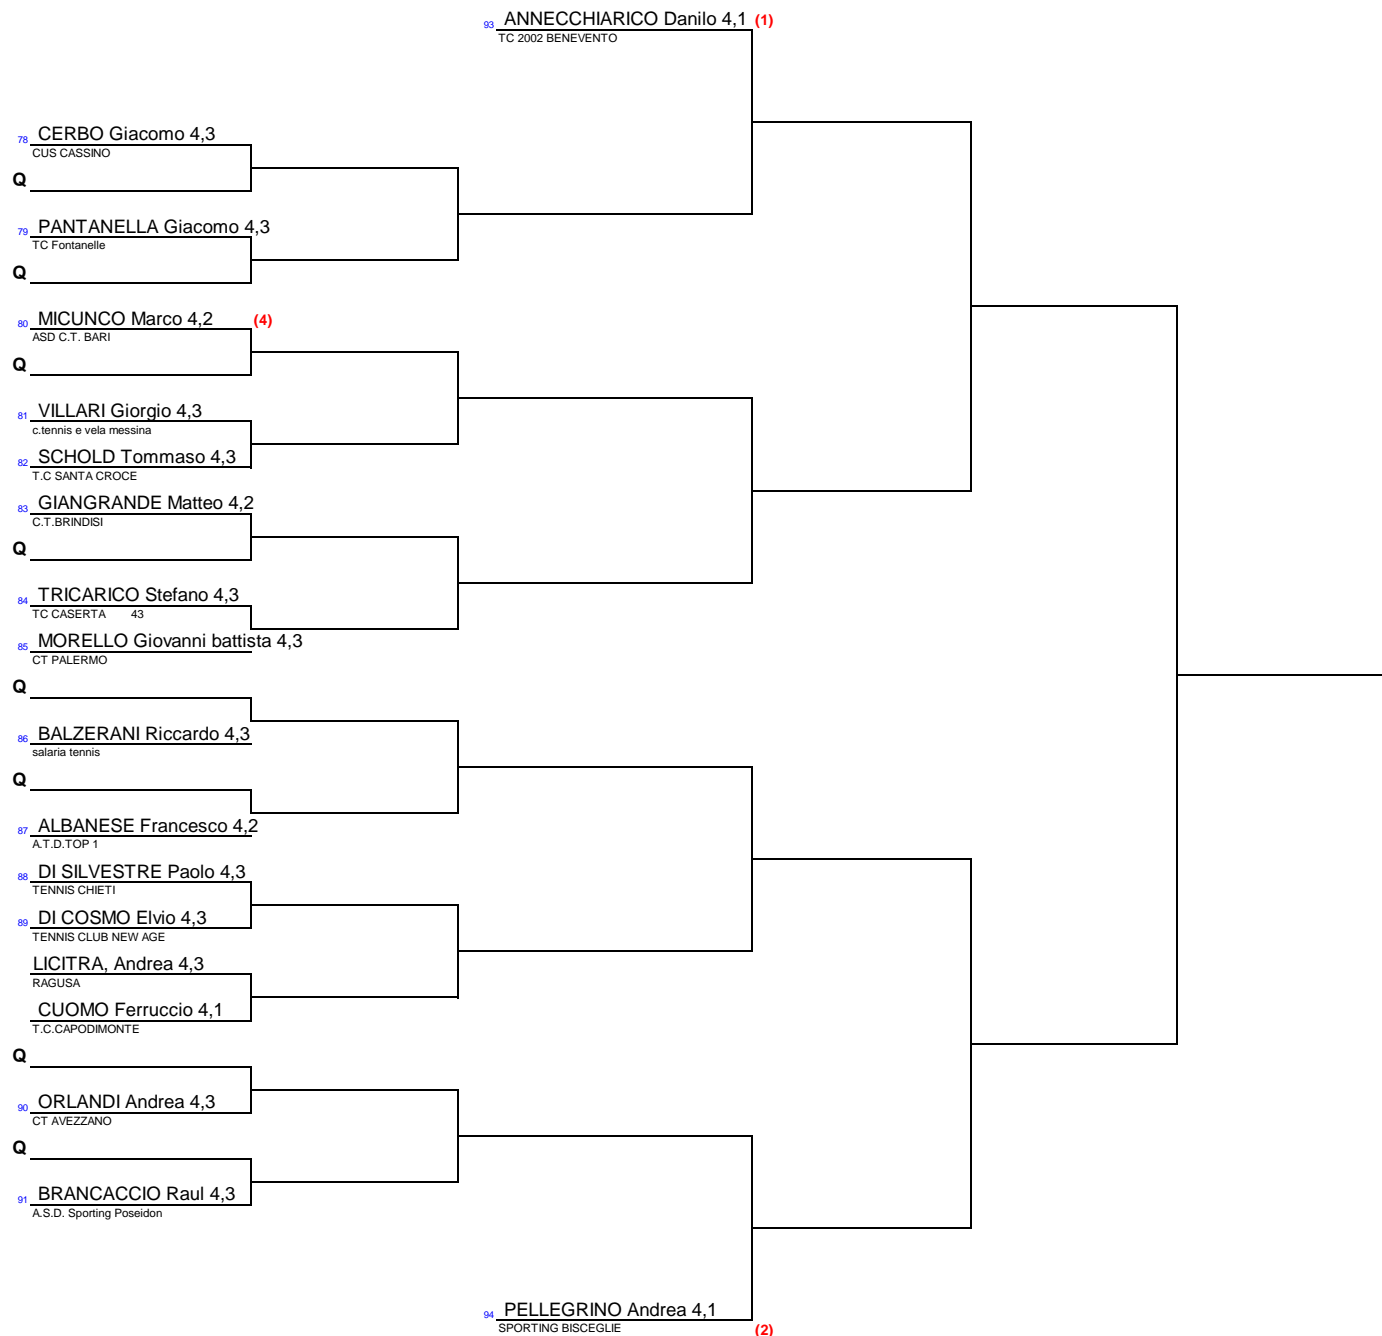 93 ANNECCHIARICO Danilo 4,1 (1)
TC 2002 BENEVENTO
78 CERBO Giacomo 4,3
CUS CASSINO
Q
79 PANTANELLA Giacomo 4,3
TC Fontanelle
Q
80 MICUNCO Marco 4,2 (4)
ASD C.T. BARI
Q
81 VILLARI Giorgio 4,3
c.tennis e vela messina
82 SCHOLD Tommaso 4,3
T.C SANTA CROCE
83 GIANGRANDE Matteo 4,2
C.T.BRINDISI
Q
84 TRICARICO Stefano 4,3
TC CASERTA 43
85 MORELLO Giovanni battista 4,3
CT PALERMO
Q
86 BALZERANI Riccardo 4,3
salaria tennis
Q
87 ALBANESE Francesco 4,2
A.T.D.TOP 1
88 DI SILVESTRE Paolo 4,3
TENNIS CHIETI
89 DI COSMO Elvio 4,3
TENNIS CLUB NEW AGE
LICITRA, Andrea 4,3
RAGUSA
CUOMO Ferruccio 4,1
T.C.CAPODIMONTE
Q
90 ORLANDI Andrea 4,3
CT AVEZZANO
Q
91 BRANCACCIO Raul 4,3
A.S.D. Sporting Poseidon
94 PELLEGRINO Andrea 4,1
SPORTING BISCEGLIE (2)